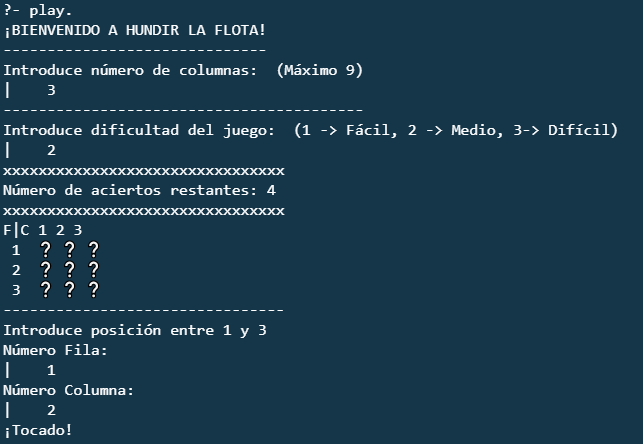 ?- play.
¡BIENVENIDO A HUNDIR LA FLOTA!
------------------------------
Introduce número de columnas:  (Máximo 9)
|    3
-----------------------------------------
Introduce dificultad del juego:  (1 -> Fácil, 2 -> Medio, 3-> Difícil)
|    2
xxxxxxxxxxxxxxxxxxxxxxxxxxxxxxxx
Número de aciertos restantes: 4
xxxxxxxxxxxxxxxxxxxxxxxxxxxxxxxx
F|C 1 2 3
 1  ❔ ❔ ❔
 2  ❔ ❔ ❔
 3  ❔ ❔ ❔
--------------------------------
Introduce posición entre 1 y 3
Número Fila:
|    1
Número Columna:
|    2
¡Tocado!